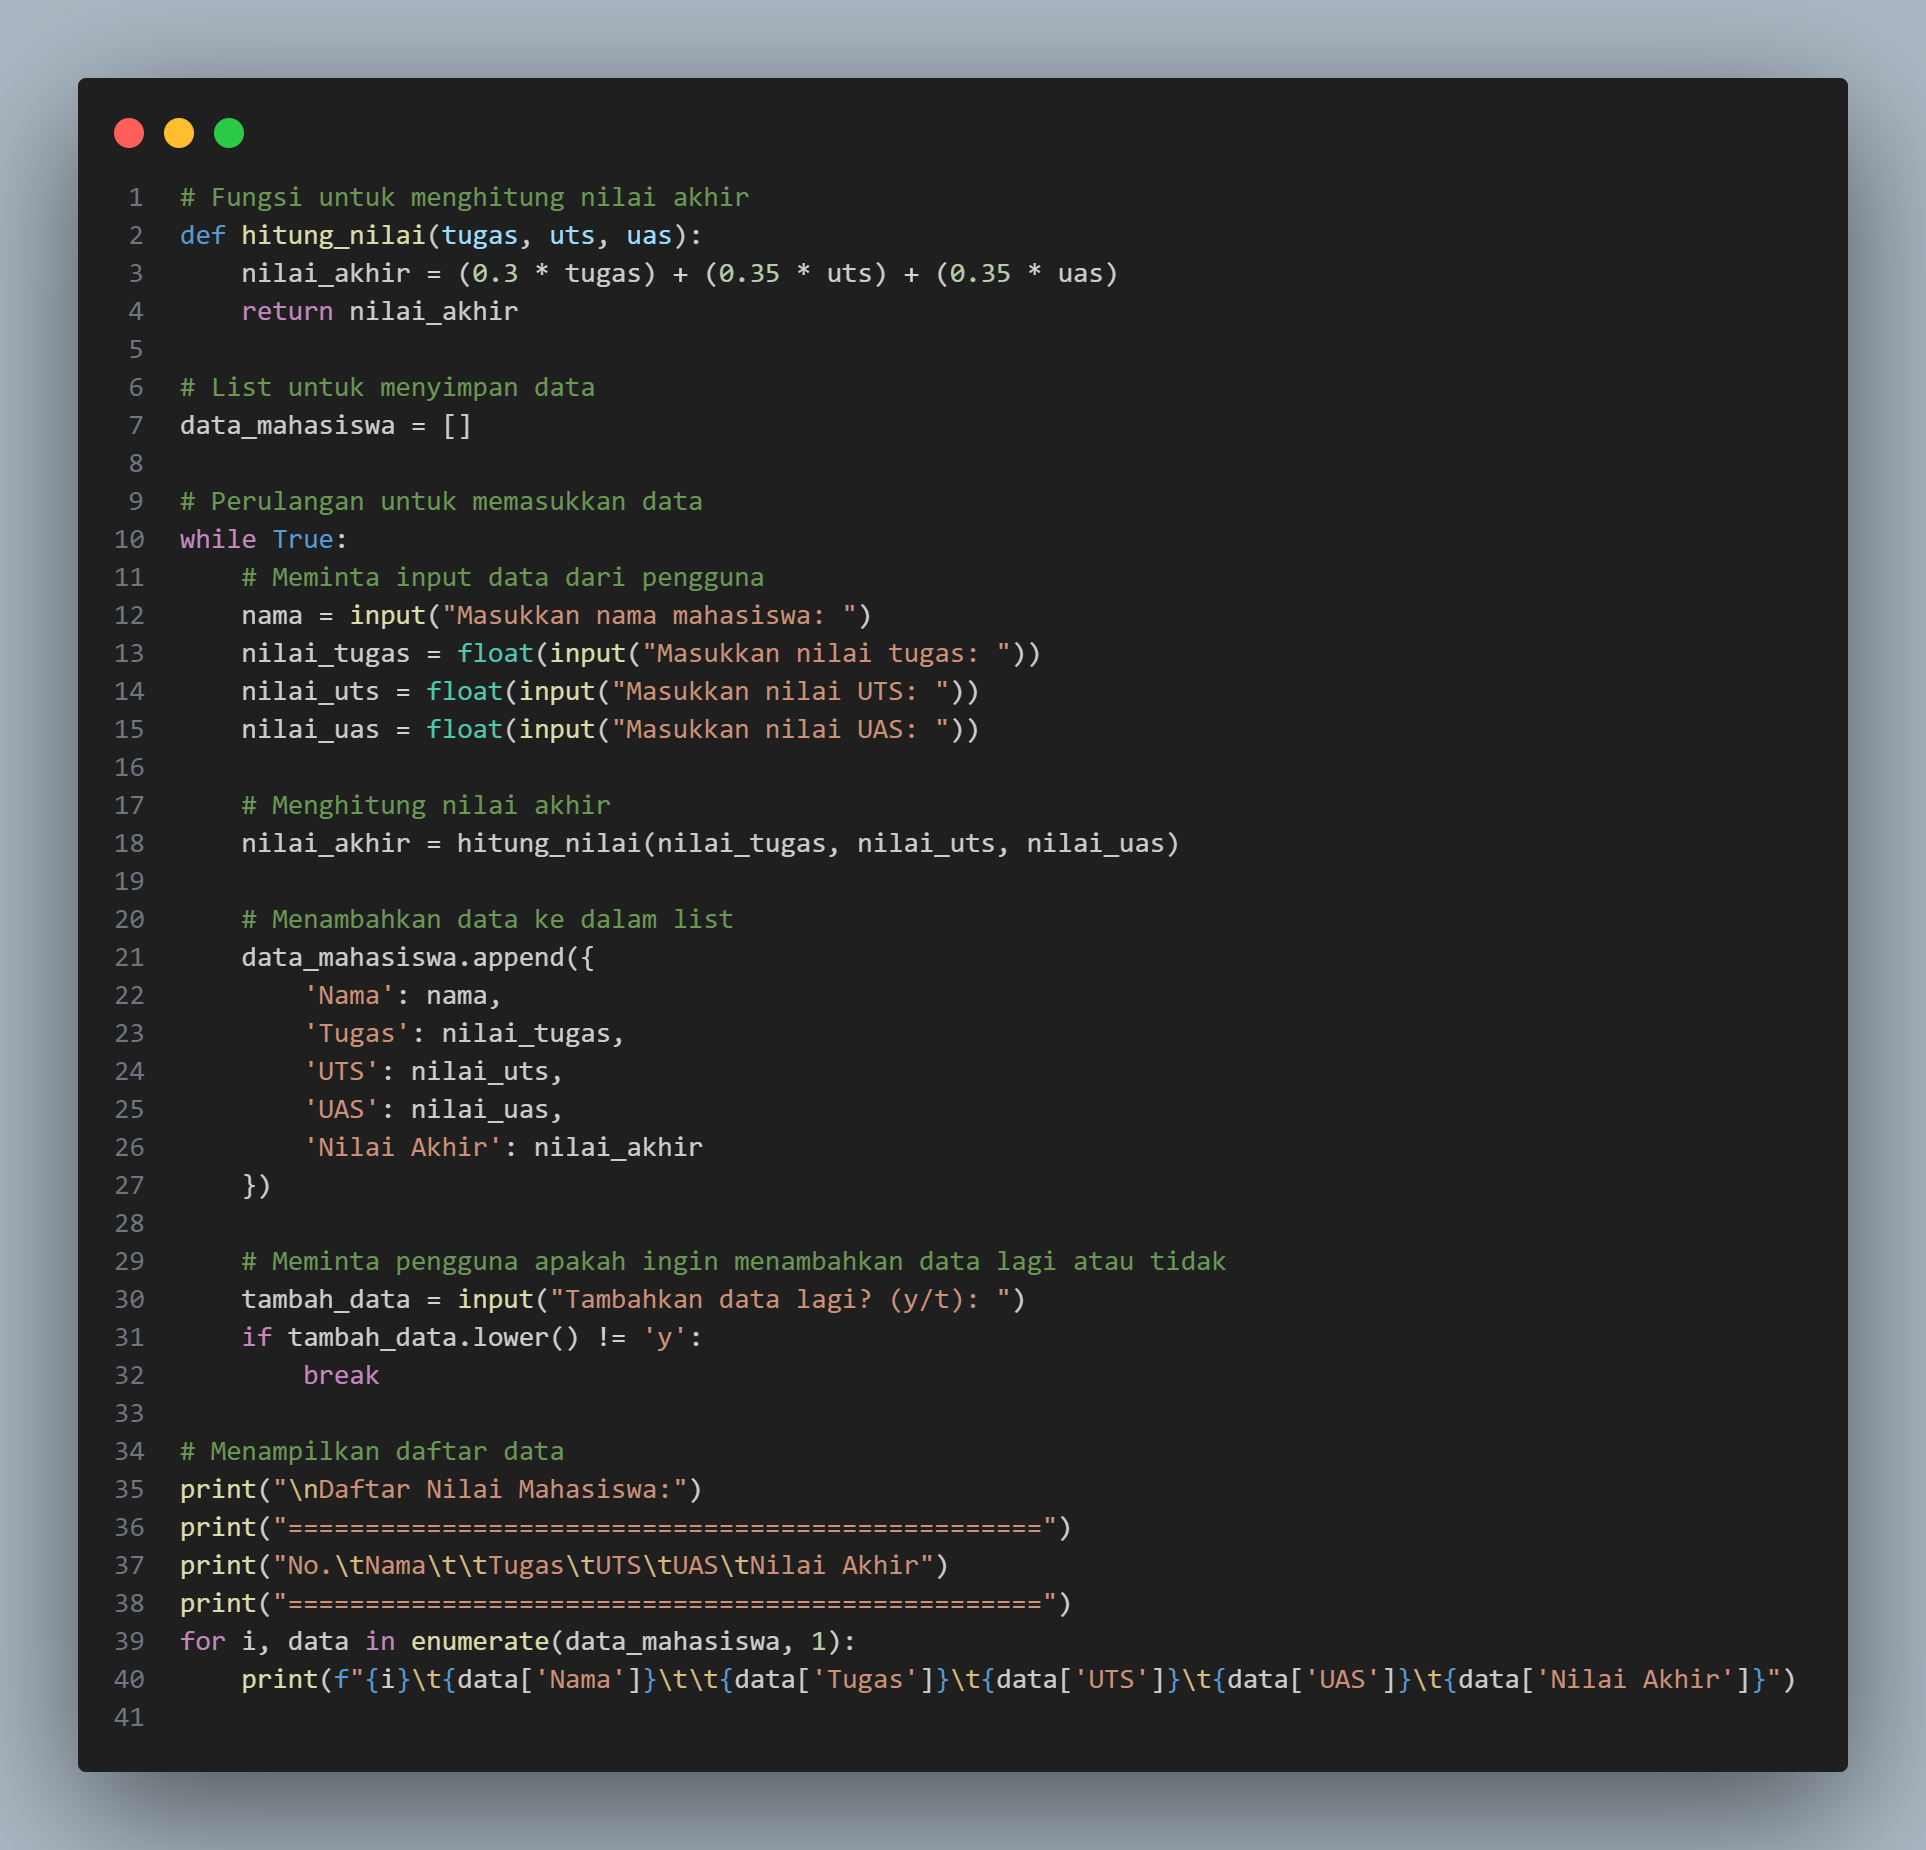 1 # Fungsi untuk menghitung nilai akhir
2 def hitung_nilai(tugas, uts, uas):
3     nilai_akhir = (0.3 * tugas) + (0.35 * uts) + (0.35 * uas)
4     return nilai_akhir
5
6 # List untuk menyimpan data
7 data_mahasiswa = []
8
9 # Perulangan untuk memasukkan data
10 while True:
11     # Meminta input data dari pengguna
12     nama = input("Masukkan nama mahasiswa: ")
13     nilai_tugas = float(input("Masukkan nilai tugas: "))
14     nilai_uts = float(input("Masukkan nilai UTS: "))
15     nilai_uas = float(input("Masukkan nilai UAS: "))
16
17     # Menghitung nilai akhir
18     nilai_akhir = hitung_nilai(nilai_tugas, nilai_uts, nilai_uas)
19
20     # Menambahkan data ke dalam list
21     data_mahasiswa.append({
22         'Nama': nama,
23         'Tugas': nilai_tugas,
24         'UTS': nilai_uts,
25         'UAS': nilai_uas,
26         'Nilai Akhir': nilai_akhir
27     })
28
29     # Meminta pengguna apakah ingin menambahkan data lagi atau tidak
30     tambah_data = input("Tambahkan data lagi? (y/t): ")
31     if tambah_data.lower() != 'y':
32         break
33
34 # Menampilkan daftar data
35 print("\nDaftar Nilai Mahasiswa:")
36 print("=================================================")
37 print("No.\tNama\t\tTugas\tUTS\tUAS\tNilai Akhir")
38 print("=================================================")
39 for i, data in enumerate(data_mahasiswa, 1):
40     print(f"{i}\t{data['Nama']}\t\t{data['Tugas']}\t{data['UTS']}\t{data['UAS']}\t{data['Nilai Akhir']}")
41